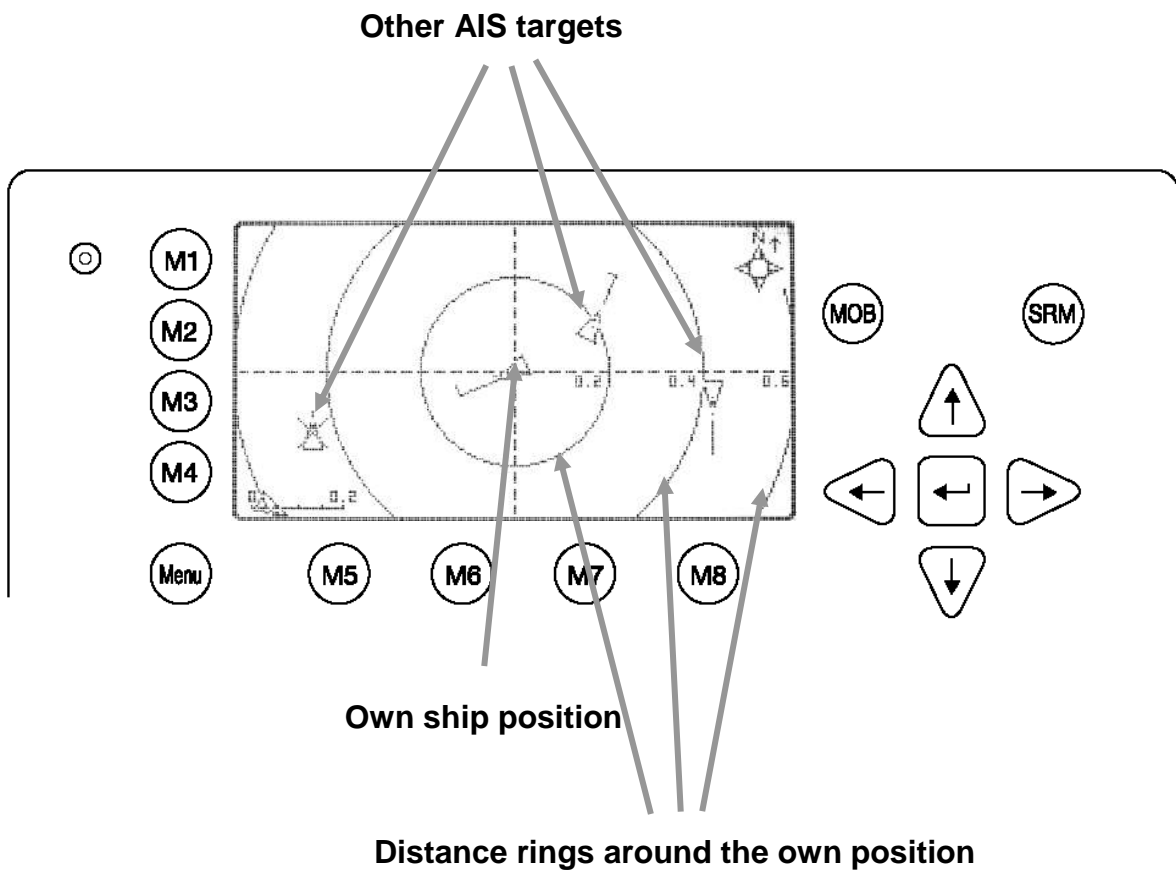 Other AIS targets
M1
M2
M3
M4
N
MOB
SRM
0.2 0.4 0.6
0 0.2
Menu M5 M6 M7 M8
Own ship position
Distance rings around the own position